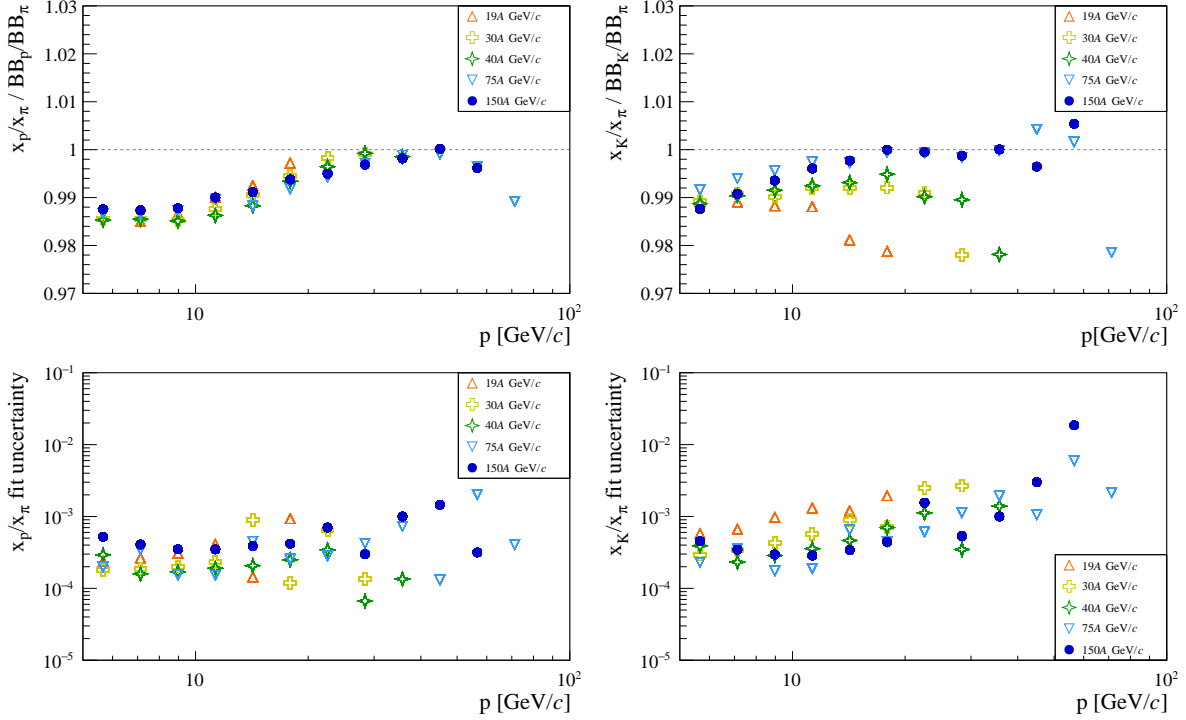 x_p/x_π / BB_p/BB_π
1.03
1.02
1.01
1
0.99
0.98
0.97
10
10²
p [GeV/c]
19A GeV/c
30A GeV/c
40A GeV/c
75A GeV/c
150A GeV/c
x_K/x_π / BB_K/BB_π
1.03
1.02
1.01
1
0.99
0.98
0.97
10
10²
p[GeV/c]
19A GeV/c
30A GeV/c
40A GeV/c
75A GeV/c
150A GeV/c
x_p/x_π fit uncertainty
10⁻¹
10⁻²
10⁻³
10⁻⁴
10⁻⁵
10
10²
p [GeV/c]
19A GeV/c
30A GeV/c
40A GeV/c
75A GeV/c
150A GeV/c
x_K/x_π fit uncertainty
10⁻¹
10⁻²
10⁻³
10⁻⁴
10⁻⁵
10
10²
p [GeV/c]
19A GeV/c
30A GeV/c
40A GeV/c
75A GeV/c
150A GeV/c